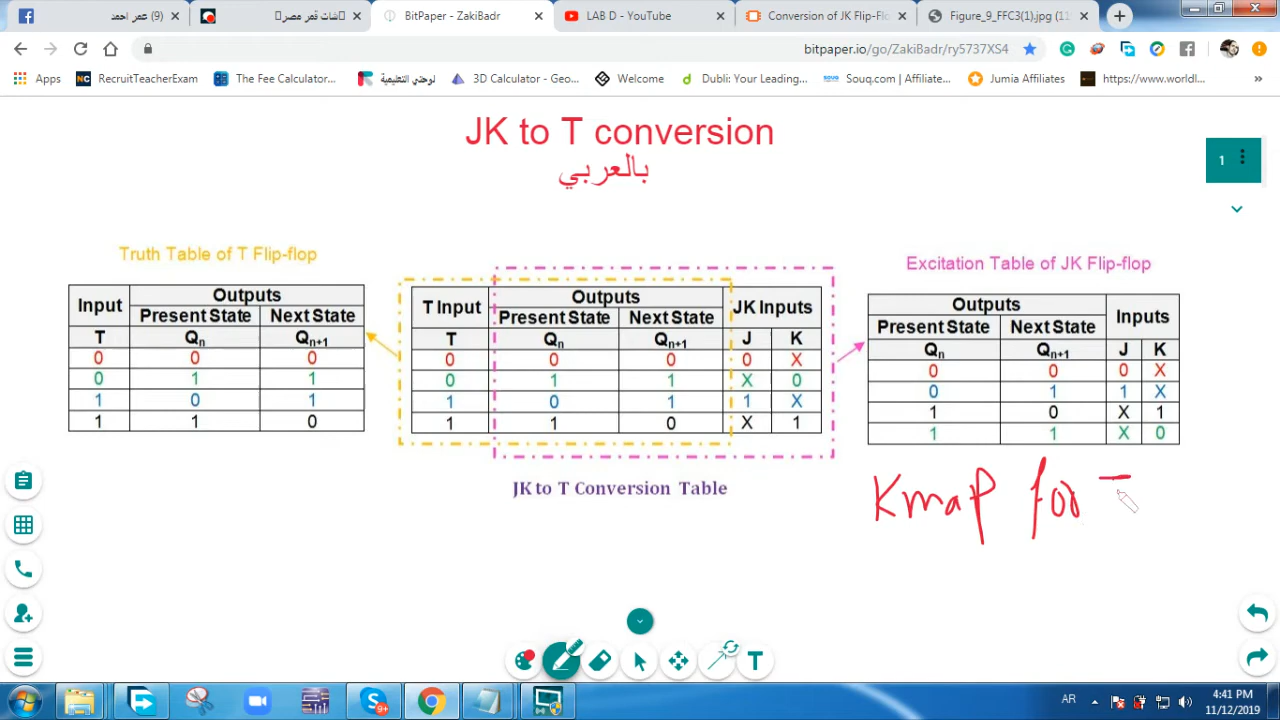 (9) عمر احمد
BitPaper - ZakiBadr
LAB D - YouTube
Conversion of JK Flip-Flo
Figure_9_FFC3(1).jpg (11
bitpaper.io/go/ZakiBadr/ry5737XS4
Apps
RecruitTeacherExam
The Fee Calculator...
لوحتي التعليمية
3D Calculator - Geo...
Welcome
Dubli: Your Leading...
Souq.com | Affiliate...
Jumia Affiliates
https://www.worldl...
JK to T conversion
بالعربي
1
Truth Table of T Flip-flop
Input Outputs
Present State Next State
T Qn Qn+1
0 0 0
0 1 1
1 0 1
1 1 0
T Input Outputs JK Inputs
Present State Next State
T Qn Qn+1 J K
0 0 0 0 X
0 1 1 X 0
1 0 1 1 X
1 1 0 X 1
JK to T Conversion Table
Excitation Table of JK Flip-flop
Outputs Inputs
Present State Next State
Qn Qn+1 J K
0 0 0 X
0 1 1 X
1 0 X 1
1 1 X 0
Kmap foo
T
AR
4:41 PM
11/12/2019